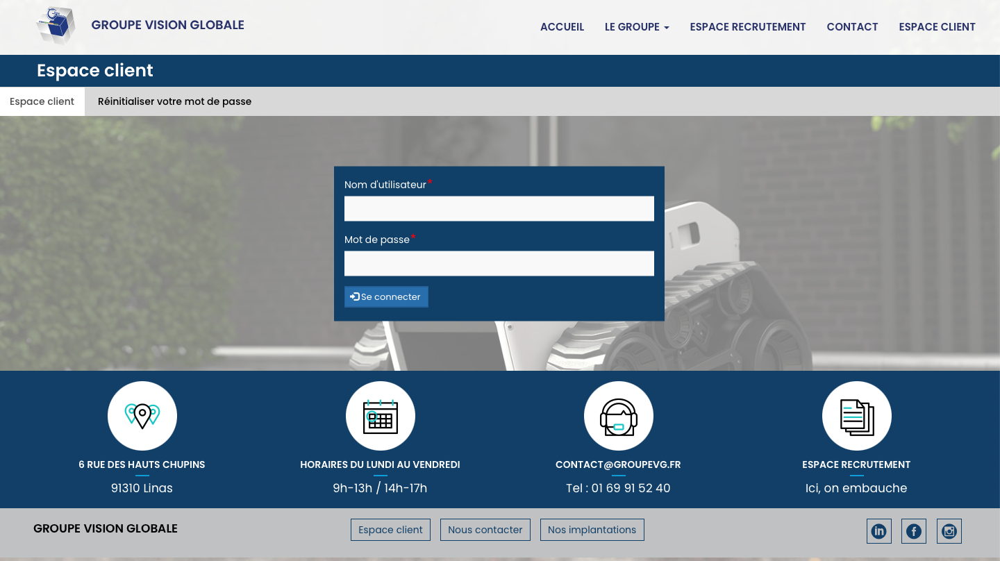 GROUPE VISION GLOBALE
ACCUEIL
LE GROUPE
ESPACE RECRUTEMENT
CONTACT
ESPACE CLIENT
Espace client
Espace client
Réinitialiser votre mot de passe
Nom d'utilisateur*
Mot de passe*
Se connecter
6 RUE DES HAUTS CHUPINS
91310 Linas
HORAIRES DU LUNDI AU VENDREDI
9h-13h / 14h-17h
CONTACT@GROUPEVG.FR
Tel : 01 69 91 52 40
ESPACE RECRUTEMENT
Ici, on embauche
GROUPE VISION GLOBALE
Espace client
Nous contacter
Nos implantations